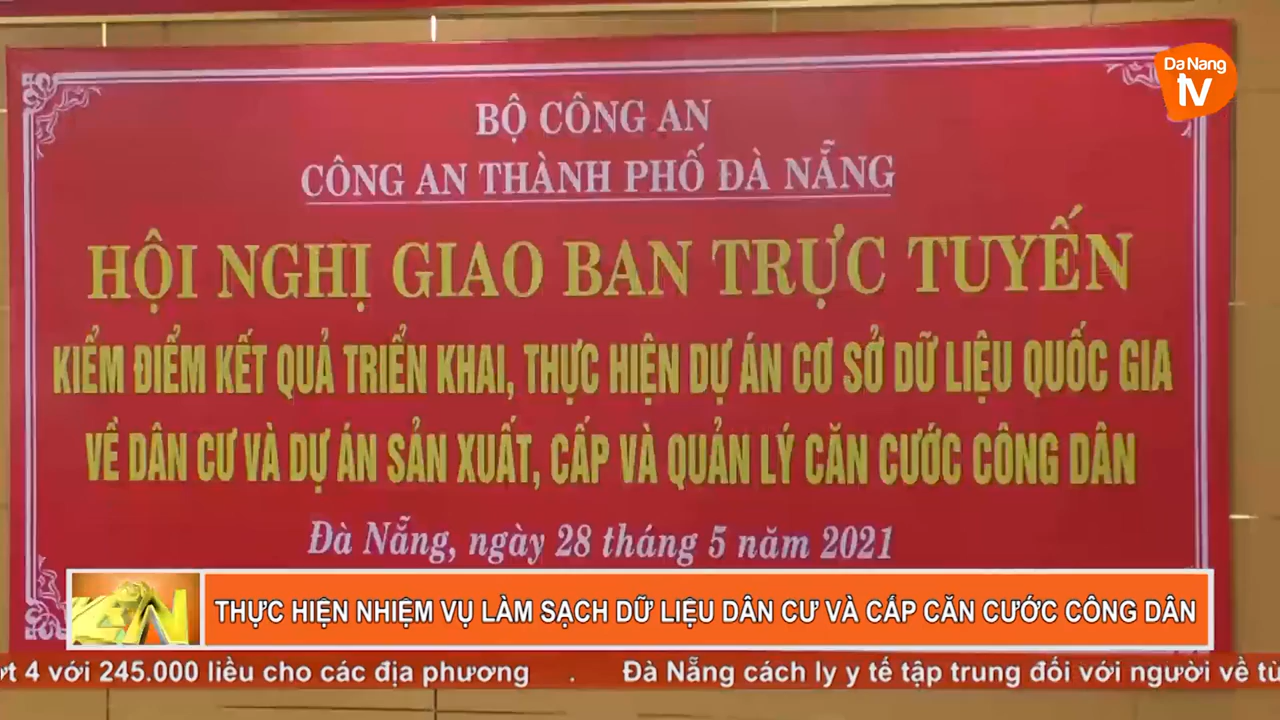 Da Nang
tv
BỘ CÔNG AN
CÔNG AN THÀNH PHỐ ĐÀ NẴNG
HỘI NGHỊ GIAO BAN TRỰC TUYẾN
KIỂM ĐIỂM KẾT QUẢ TRIỂN KHAI, THỰC HIỆN DỰ ÁN CƠ SỞ DỮ LIỆU QUỐC GIA
VỀ DÂN CƯ VÀ DỰ ÁN SẢN XUẤT, CẤP VÀ QUẢN LÝ CĂN CƯỚC CÔNG DÂN
Đà Nẵng, ngày 28 tháng 5 năm 2021
THỰC HIỆN NHIỆM VỤ LÀM SẠCH DỮ LIỆU DÂN CƯ VÀ CẤP CĂN CƯỚC CÔNG DÂN
4 với 245.000 liều cho các địa phương . Đà Nẵng cách ly y tế tập trung đối với người về